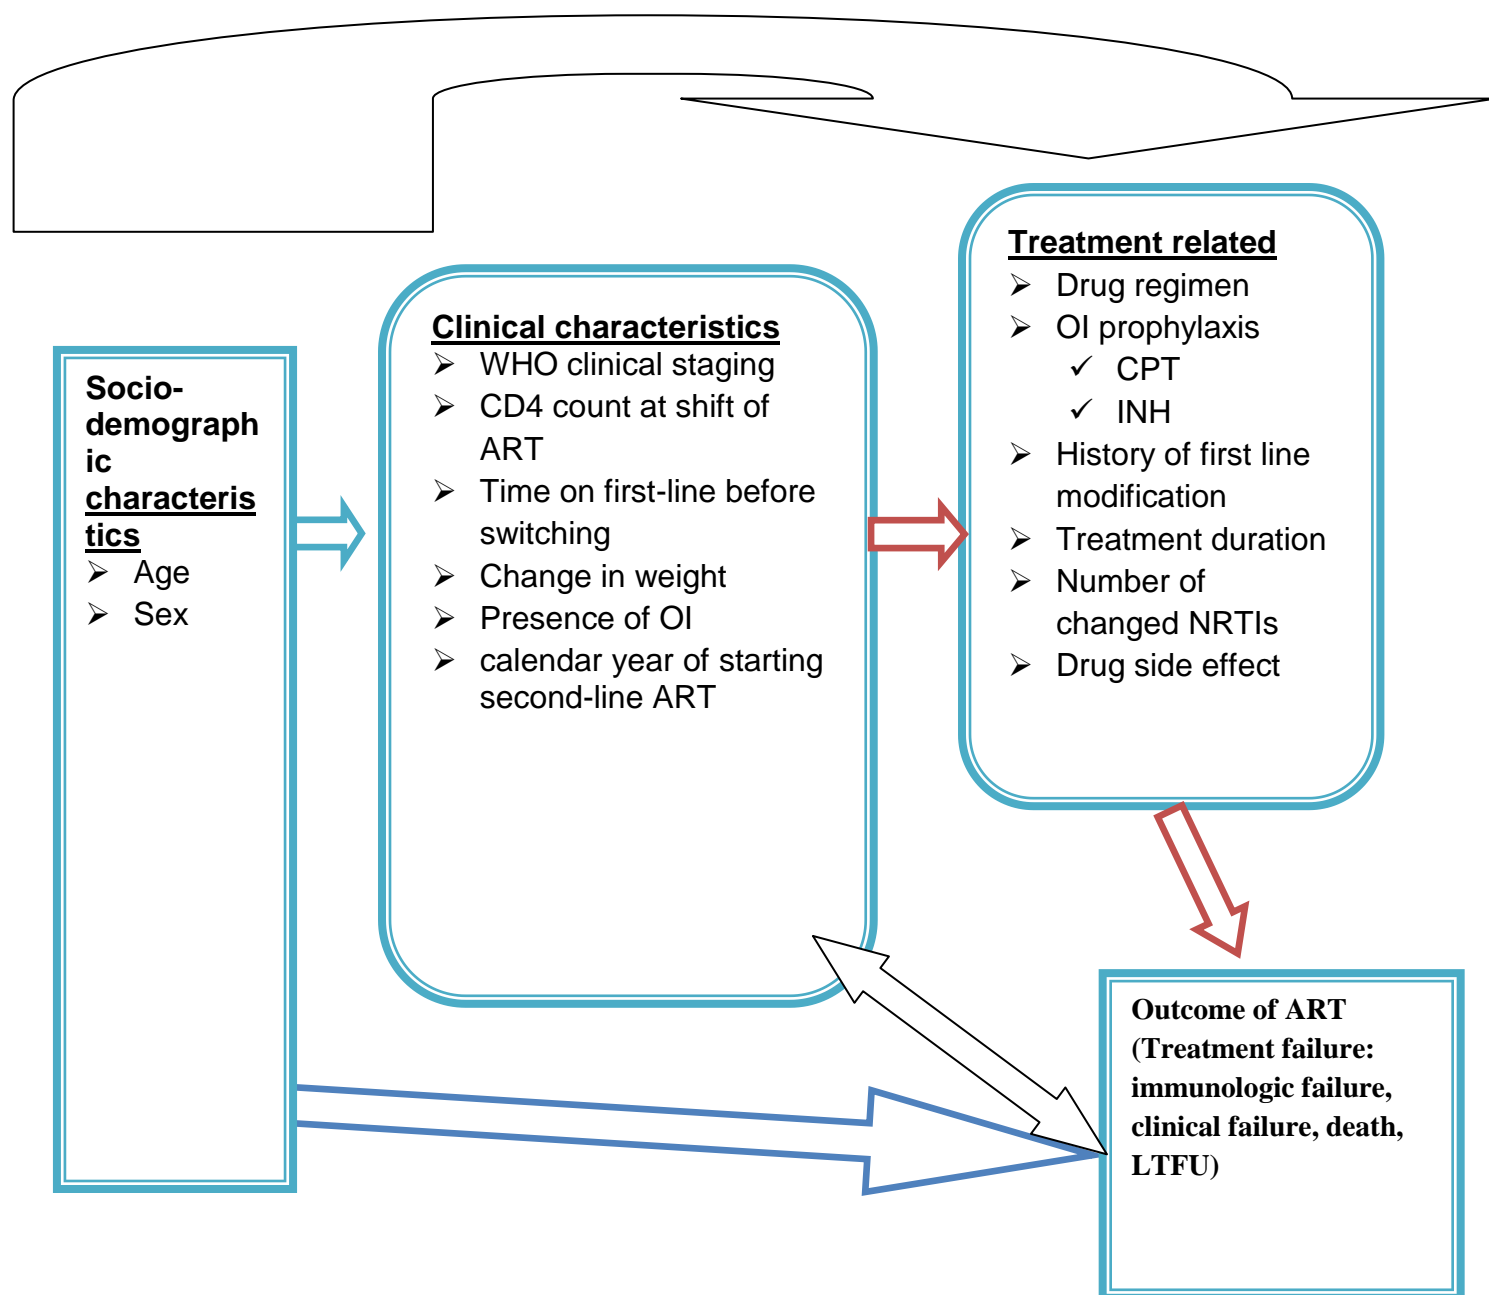 Socio-
demograph
ic
characteris
tics
➢ Age
➢ Sex
Clinical characteristics
➢ WHO clinical staging
➢ CD4 count at shift of
ART
➢ Time on first-line before
switching
➢ Change in weight
➢ Presence of OI
➢ calendar year of starting
second-line ART
Treatment related
➢ Drug regimen
➢ OI prophylaxis
✓ CPT
✓ INH
➢ History of first line
modification
➢ Treatment duration
➢ Number of
changed NRTIs
➢ Drug side effect
Outcome of ART
(Treatment failure:
immunologic failure,
clinical failure, death,
LTFU)